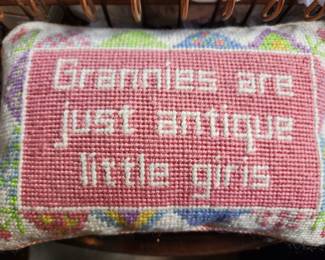 Grannies are
just antique
little girls